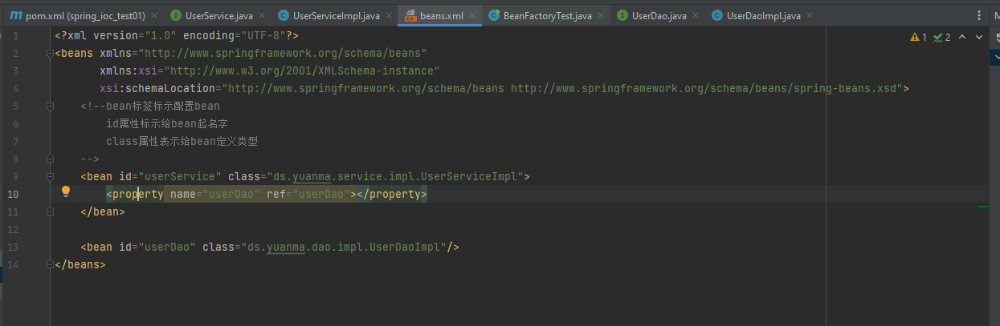 pom.xml (spring_ioc_test01) UserService.java UserServiceImpl.java beans.xml BeanFactoryTest.java UserDao.java UserDaoImpl.java
1 <?xml version="1.0" encoding="UTF-8"?>
2 <beans xmlns="http://www.springframework.org/schema/beans"
3 xmlns:xsi="http://www.w3.org/2001/XMLSchema-instance"
4 xsi:schemaLocation="http://www.springframework.org/schema/beans http://www.springframework.org/schema/beans/spring-beans.xsd">
5 <!--bean标签标示配置bean
6 id属性标示给bean起名字
7 class属性表示给bean定义类型
8 -->
9 <bean id="userService" class="ds.yuanma.service.impl.UserServiceImpl">
10 <property name="userDao" ref="userDao"></property>
11 </bean>
12
13 <bean id="userDao" class="ds.yuanma.dao.impl.UserDaoImpl"/>
14 </beans>
1 2